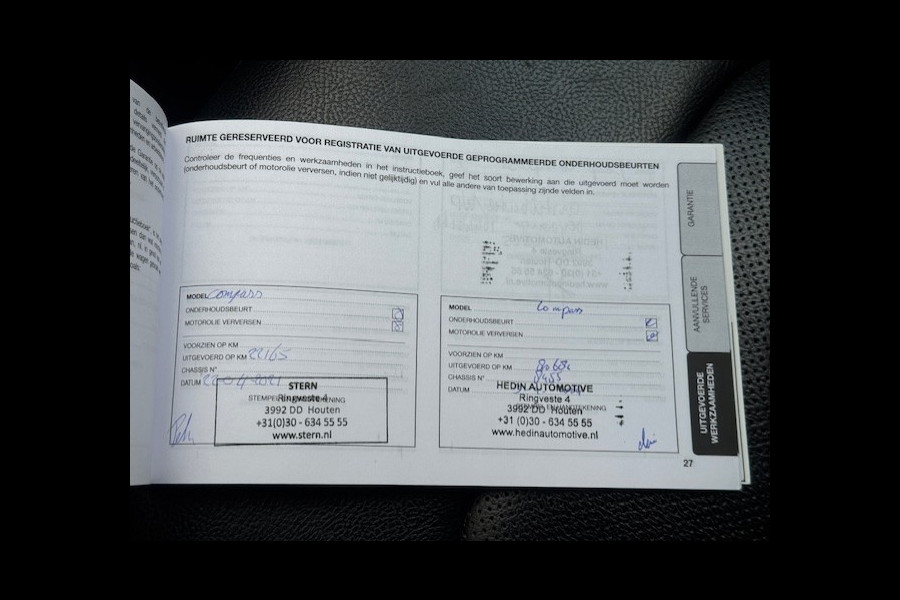 RUIMTE GERESERVEERD VOOR REGISTRATIE VAN UITGEVOERDE GEPROGRAMMEERDE ONDERHOUDSBEURTEN
Controleer de frequenties en werkzaamheden in het instructieboek, geef het soort bewerking aan die uitgevoerd moet worden
(onderhoudsbeurt of motorolie verversen, indien niet gelijktijdig) en vul alle andere van toepassing zijnde velden in.
MODEL Compass
ONDERHOUDSBEURT
MOTOROLIE VERVERSEN
VOORZIEN OP KM
UITGEVOERD OP KM 22165
CHASSIS N°
DATUM
STERN
Ringveste 4
3992 DD Houten
+31(0)30 - 634 55 55
www.stern.nl
MODEL Compass
ONDERHOUDSBEURT
MOTOROLIE VERVERSEN
VOORZIEN OP KM
UITGEVOERD OP KM
CHASSIS N°
DATUM
HEDIN AUTOMOTIVE
Ringveste 4
3992 DD Houten
+31 (0)30 - 634 55 55
www.hedinautomotive.nl
GARANTIE
AANVULLENDE
SERVICES
UITGEVOERDE
WERKZAAMHEDEN
27